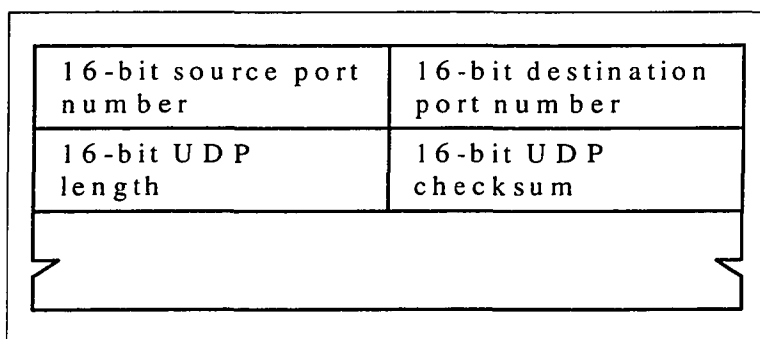 16-bit source port
number
16-bit destination
port number
16-bit UDP
length
16-bit UDP
checksum